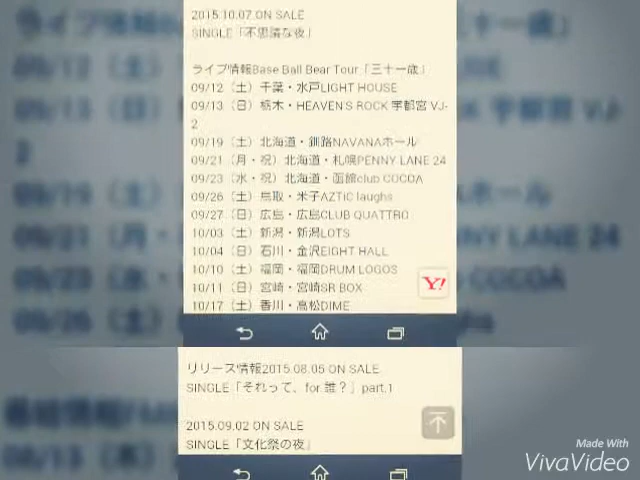 2015.10.07 ON SALE
SINGLE「不思議な夜」
ライブ情報Base Ball Bear Tour「三十一歳」
09/12（土）千葉・水戸LIGHT HOUSE
09/13（日）栃木・HEAVEN'S ROCK 宇都宮 VJ-
2
09/19（土）北海道・釧路NAVANAホール
09/21（月・祝）北海道・札幌PENNY LANE 24
09/23（水・祝）北海道・函館club COCOA
09/26（土）鳥取・米子AZTiC laughs
09/27（日）広島・広島CLUB QUATTRO
10/03（土）新潟・新潟LOTS
10/04（日）石川・金沢EIGHT HALL
10/10（土）福岡・福岡DRUM LOGOS
10/11（日）宮崎・宮崎SR BOX
10/17（土）香川・高松DIME
Y!
リリース情報2015.08.05 ON SALE
SINGLE「それって、for 誰？」part.1
2015.09.02 ON SALE
SINGLE「文化祭の夜」
Made With
VivaVideo